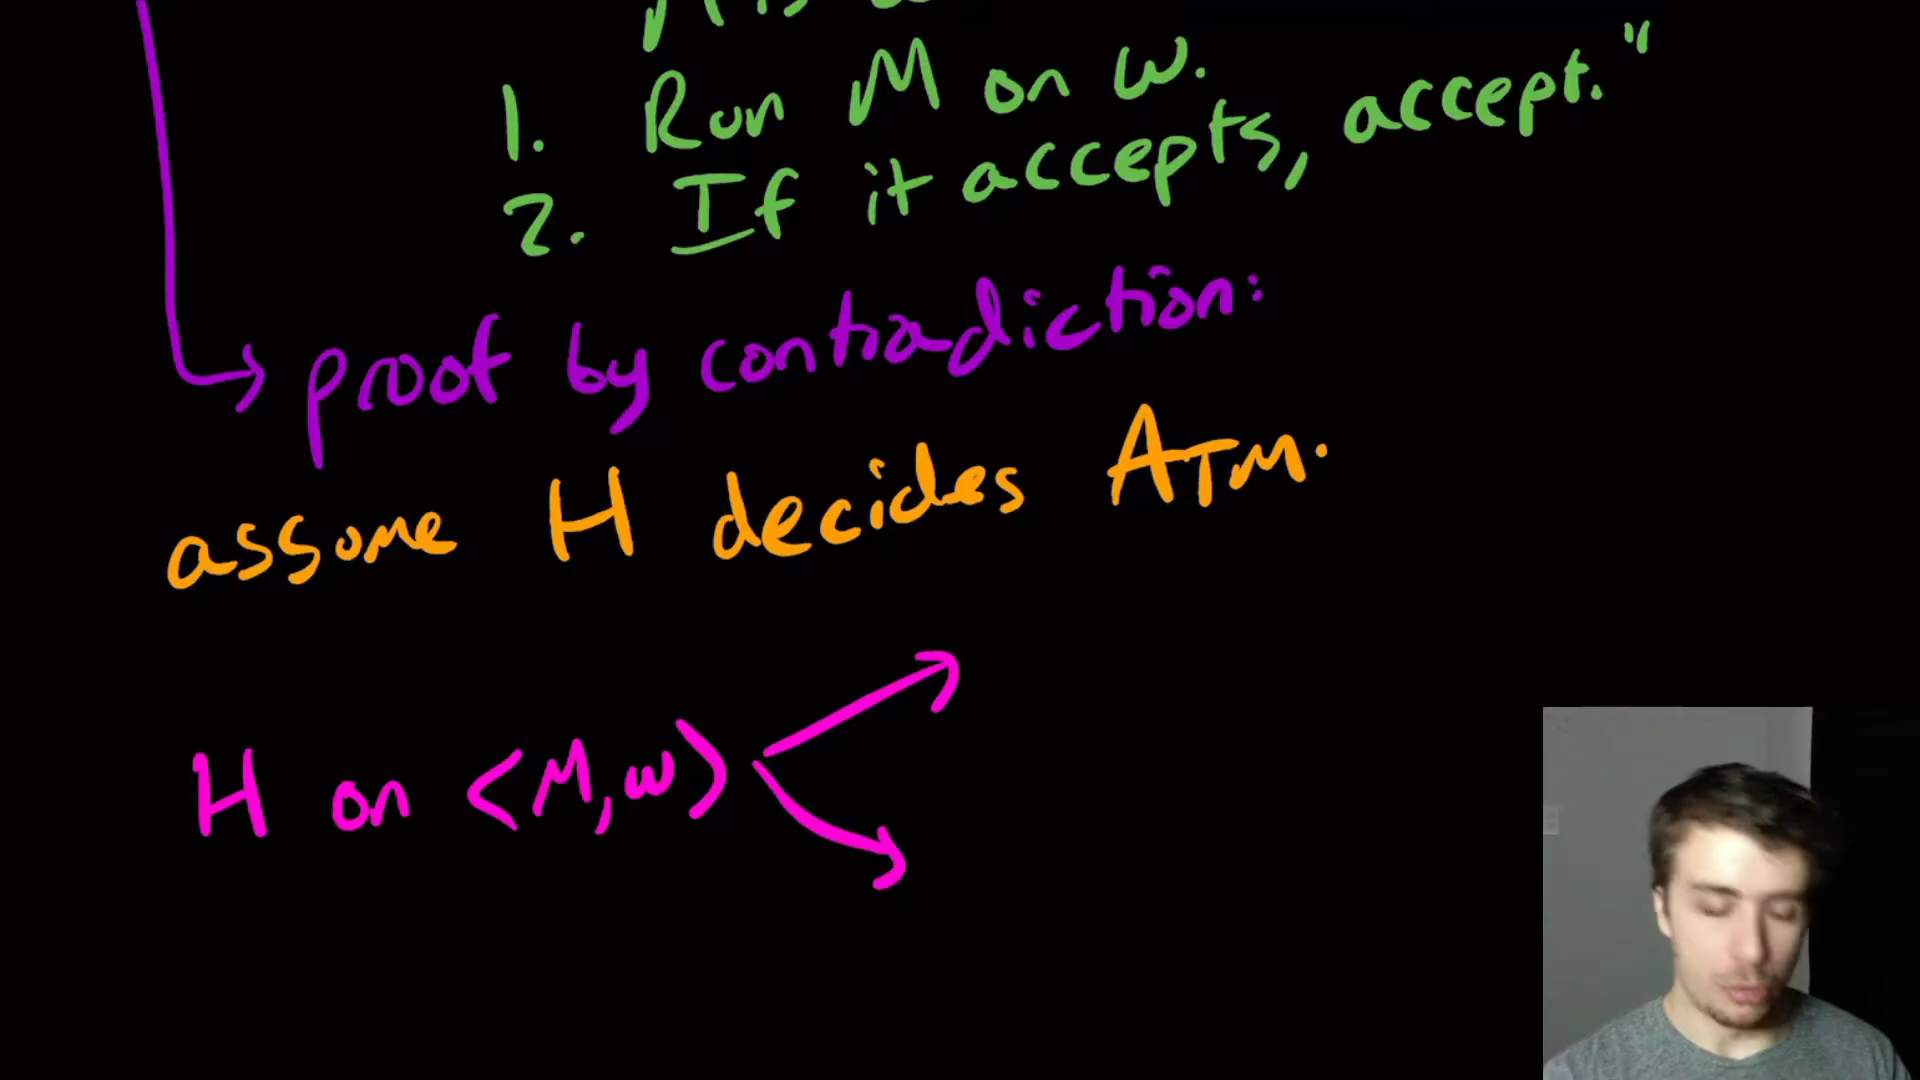 1. Run M on w.
2. If it accepts, accept."
proof by contradiction:
assume H decides ATM.
H on <M,w>